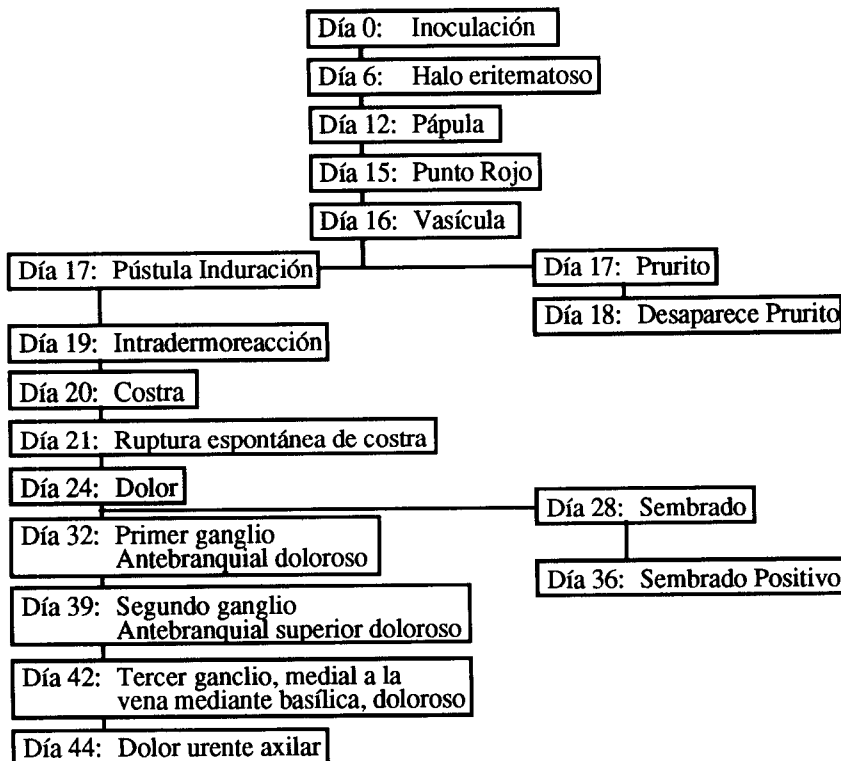 Día 0: Inoculación
Día 6: Halo eritematoso
Día 12: Pápula
Día 15: Punto Rojo
Día 16: Vasícula
Día 17: Pústula Induración
Día 17: Prurito
Día 18: Desaparece Prurito
Día 19: Intradermoreacción
Día 20: Costra
Día 21: Ruptura espontánea de costra
Día 24: Dolor
Día 28: Sembrado
Día 32: Primer ganglio
Antebranquial doloroso
Día 36: Sembrado Positivo
Día 39: Segundo ganglio
Antebranquial superior doloroso
Día 42: Tercer ganclio, medial a la
vena mediante basílica, doloroso
Día 44: Dolor urente axilar